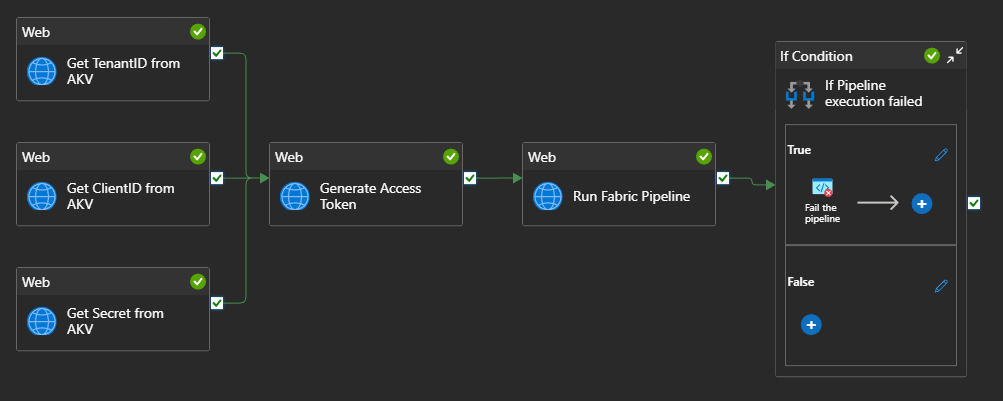 Web
Get TenantID from
AKV
Web
Get ClientID from
AKV
Web
Get Secret from
AKV
Web
Generate Access
Token
Web
Run Fabric Pipeline
If Condition
If Pipeline
execution failed
True
Fail the
pipeline
False